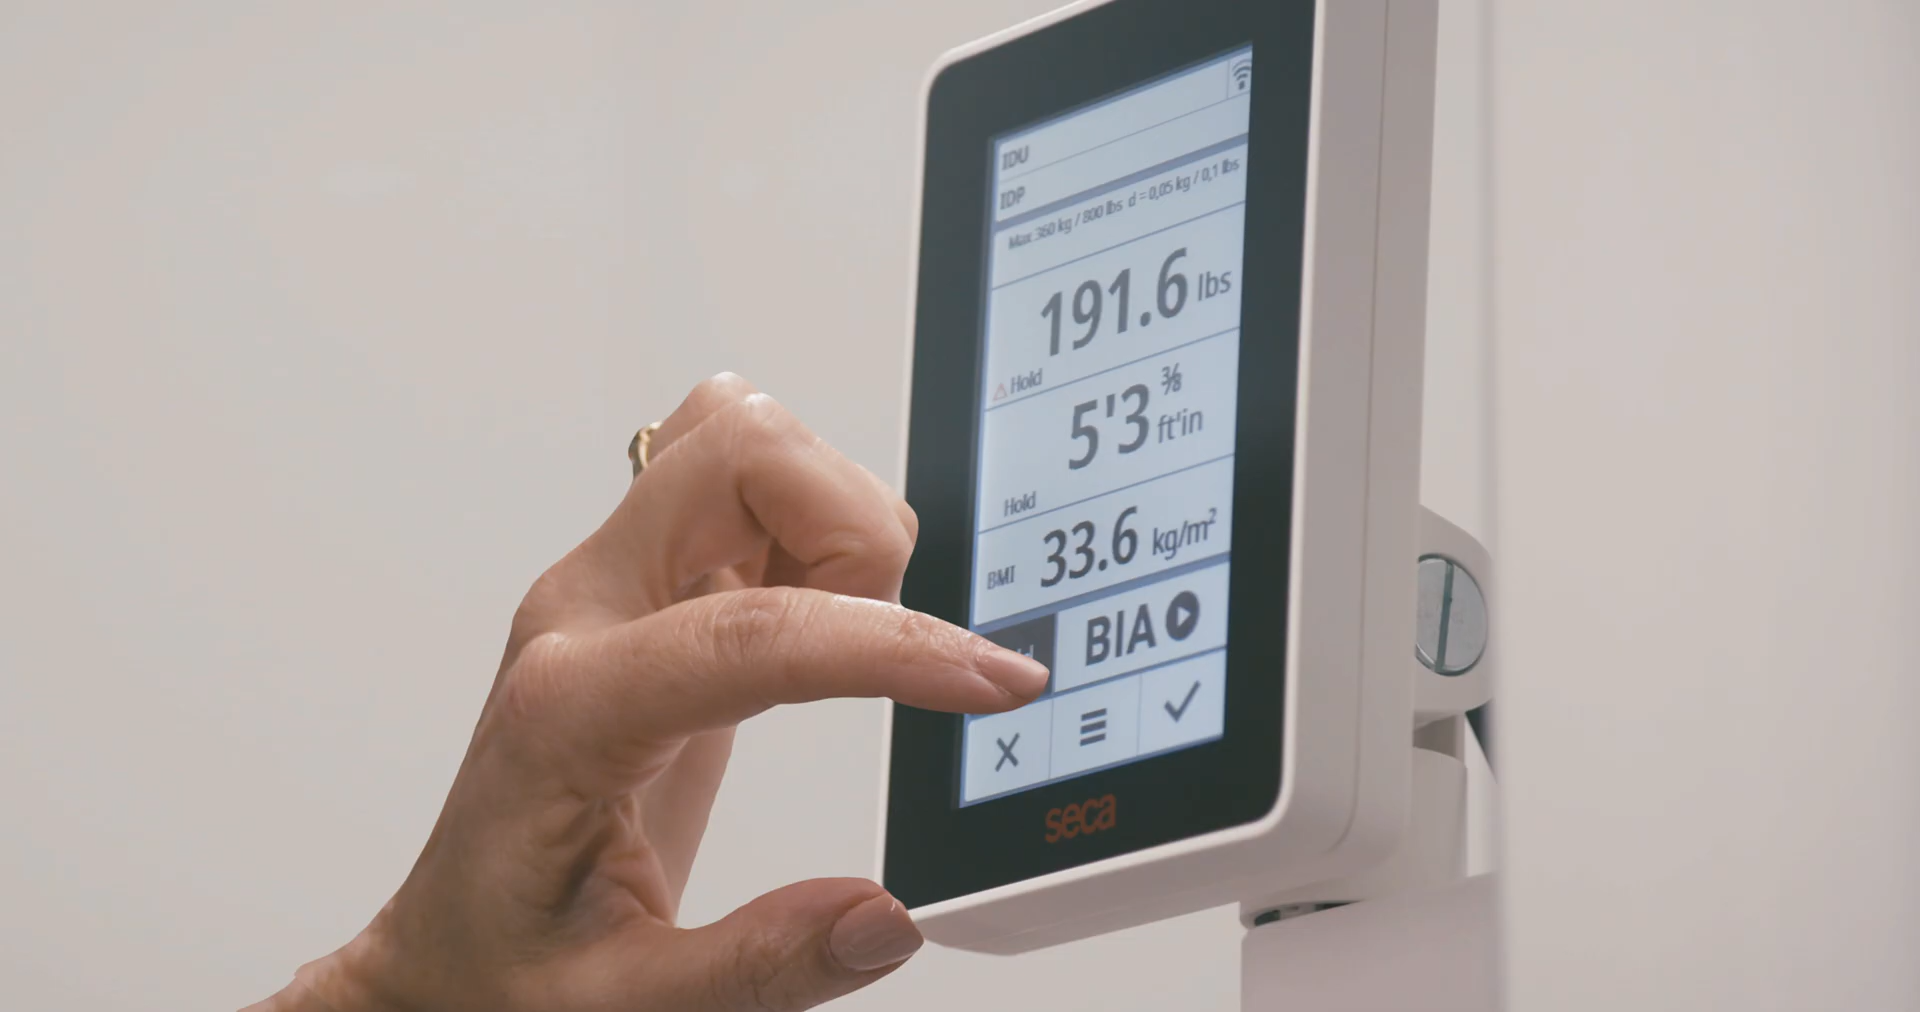 IDU
IDP
Max 360 kg / 800 lbs d = 0,05 kg / 0,1 lbs
191.6 lbs
Hold
5'3 3/8 ft'in
Hold
BMI 33.6 kg/m²
BIA
seca